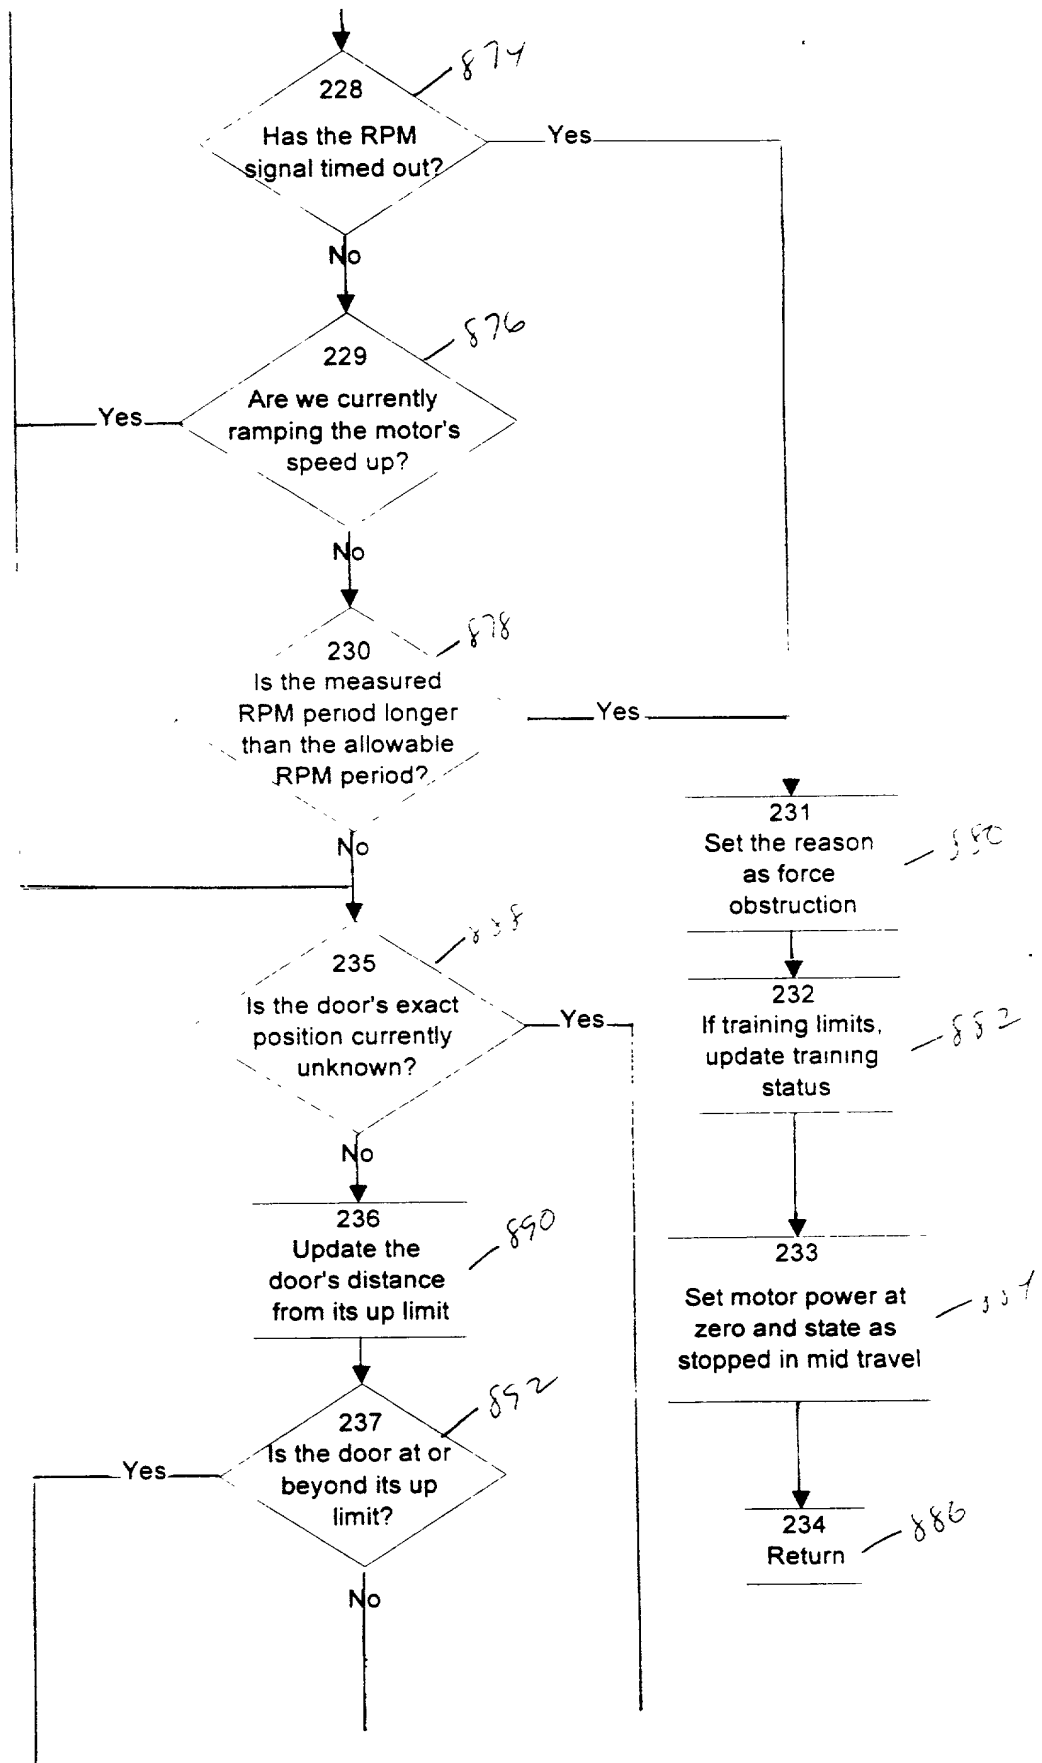 874
228
Has the RPM
signal timed out?
Yes
No
876
229
Are we currently
ramping the motor's
speed up?
Yes
No
878
230
Is the measured
RPM period longer
than the allowable
RPM period?
Yes
No
231
Set the reason
as force
obstruction
235
Is the door's exact
position currently
unknown?
Yes
No
232
If training limits,
update training
status
882
236
Update the
door's distance
from its up limit
890
233
Set motor power at
zero and state as
stopped in mid travel
892
237
Is the door at or
beyond its up
limit?
Yes
No
234
Return
886